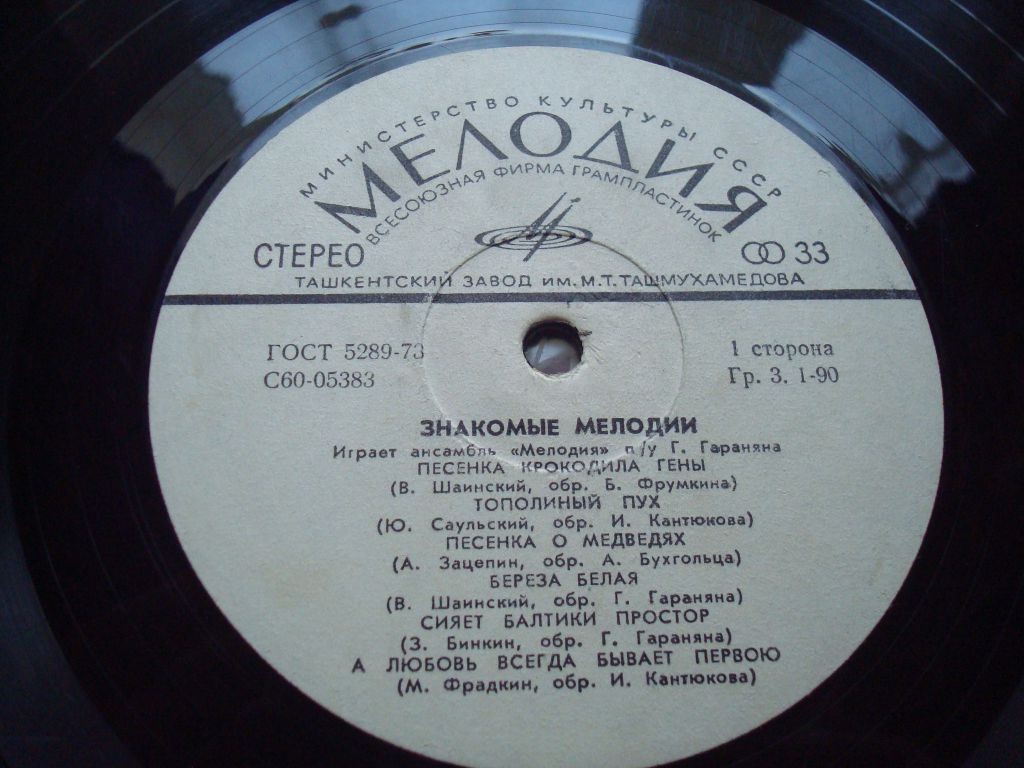 МИНИСТЕРСТВО КУЛЬТУРЫ СССР
МЕЛОДИЯ
ВСЕСОЮЗНАЯ ФИРМА ГРАМПЛАСТИНОК
СТЕРЕО 33
ТАШКЕНТСКИЙ ЗАВОД ИМ. М.Т. ТАШМУХАМЕДОВА
ГОСТ 5289-73 1 сторона
С60-05383 Гр. 3. 1-90
ЗНАКОМЫЕ МЕЛОДИИ
Играет ансамбль «Мелодия» п/у Г. Гараняна
ПЕСЕНКА КРОКОДИЛА ГЕНЫ
(В. Шаинский, обр. Б. Фрумкина)
ТОПОЛИНЫЙ ПУХ
(Ю. Саульский, обр. И. Кантюкова)
ПЕСЕНКА О МЕДВЕДЯХ
(А. Зацепин, обр. А. Бухгольца)
БЕРЕЗА БЕЛАЯ
(В. Шаинский, обр. Г. Гараняна)
СИЯЕТ БАЛТИКИ ПРОСТОР
(З. Бинкин, обр. Г. Гараняна)
А ЛЮБОВЬ ВСЕГДА БЫВАЕТ ПЕРВОЮ
(М. Фрадкин, обр. И. Кантюкова)